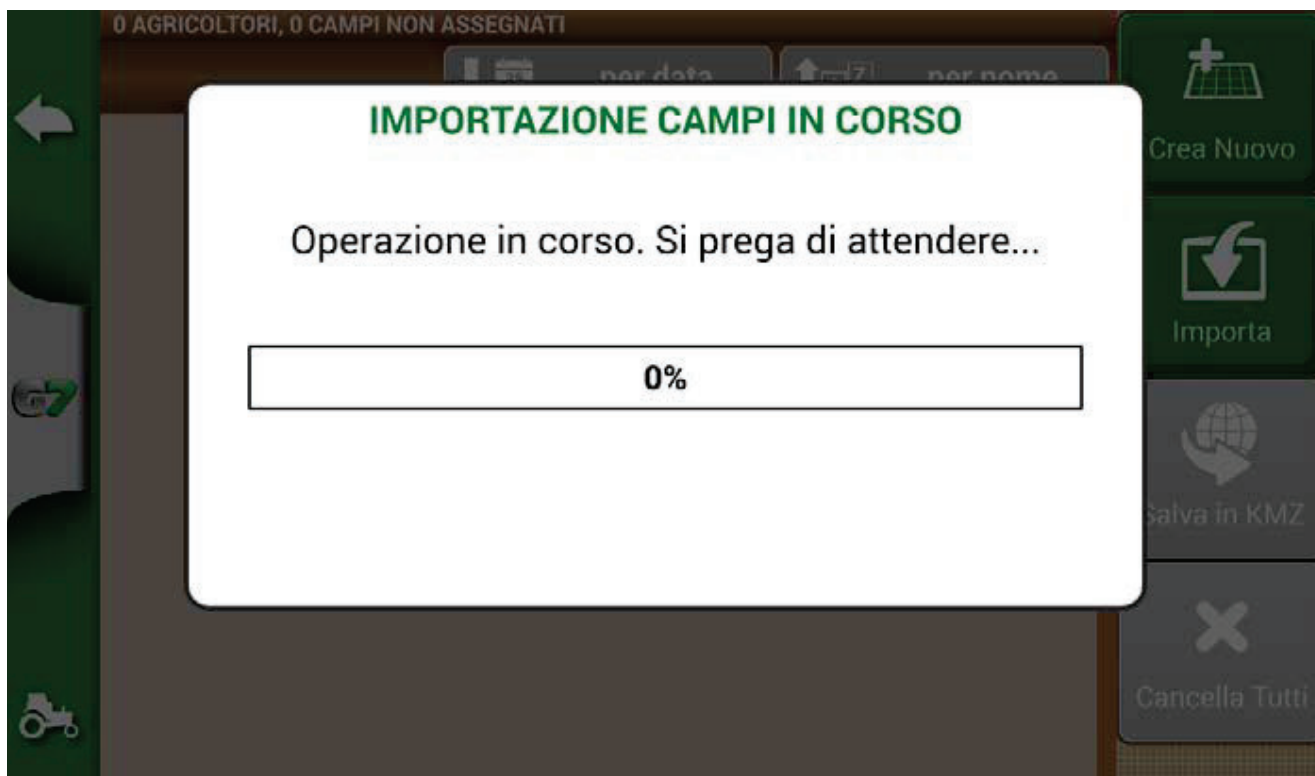 0 AGRICOLTORI, 0 CAMPI NON ASSEGNATI
per data
per nome
IMPORTAZIONE CAMPI IN CORSO
Operazione in corso. Si prega di attendere...
0%
Crea Nuovo
Importa
G7
Salva in KMZ
Cancella Tutti